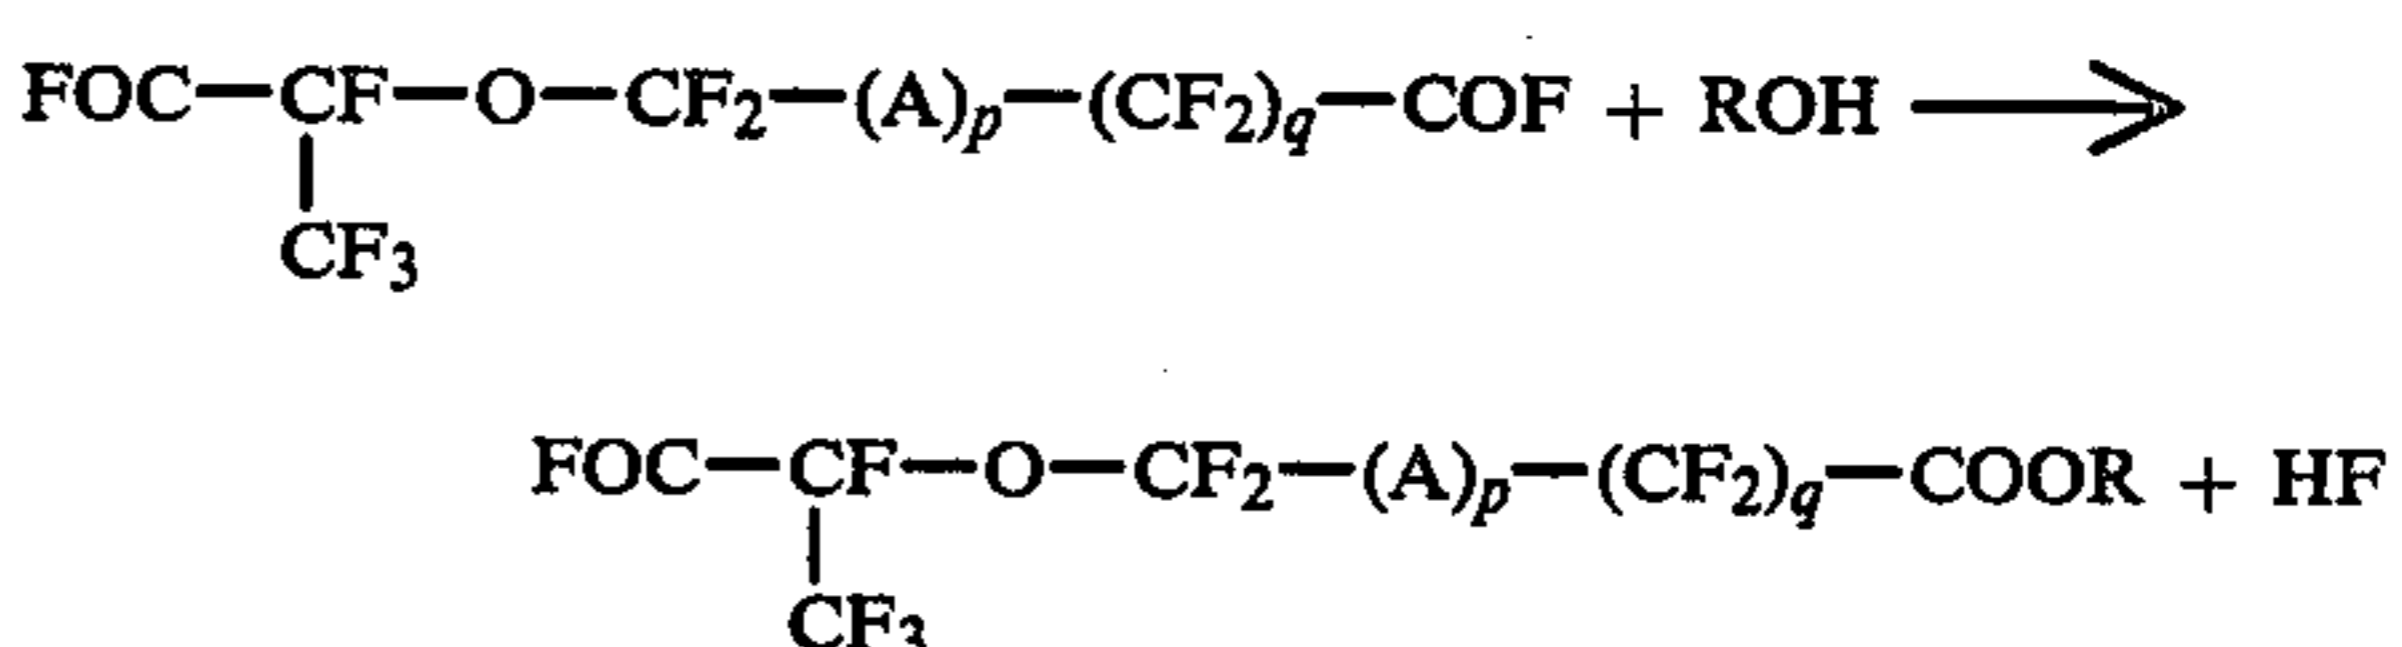 FOC—CF—O—CF₂—(A)ₚ—(CF₂)q—COF + ROH ⟶
CF₃
FOC—CF—O—CF₂—(A)ₚ—(CF₂)q—COOR + HF
CF₃